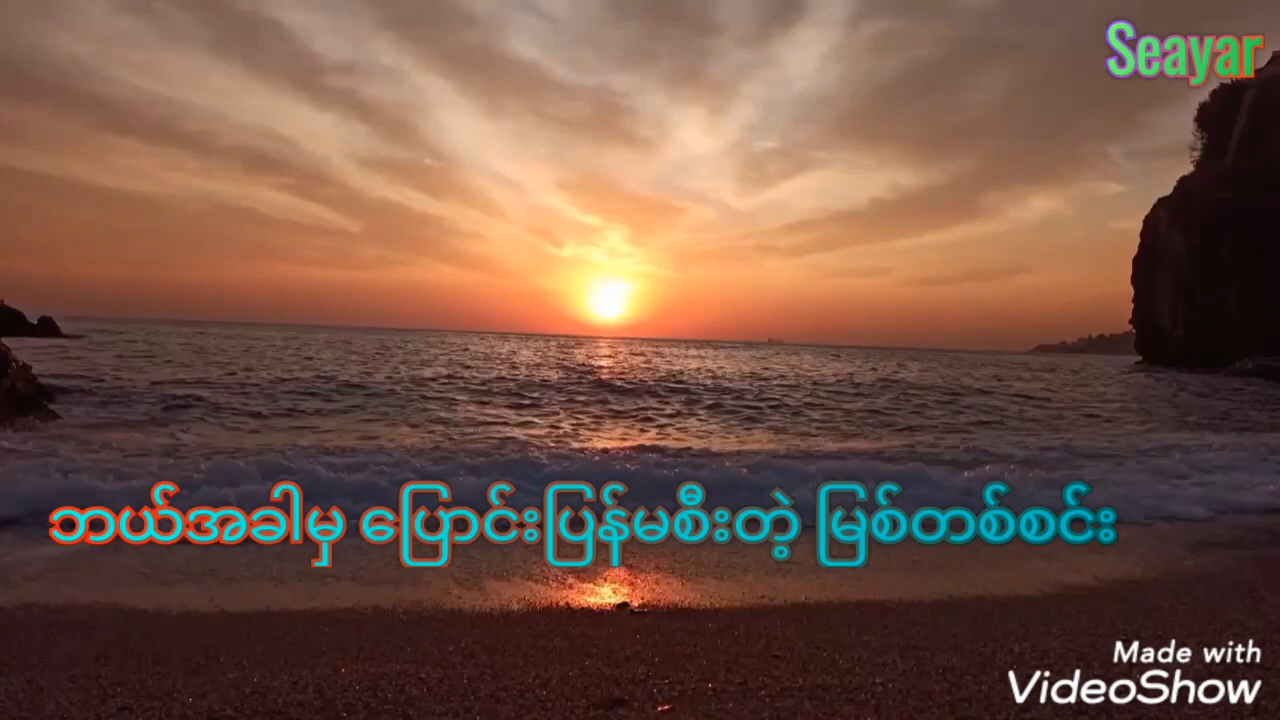 Seayar
ဘယ်အခါမှ ပြောင်းပြန်မစီးတဲ့ မြစ်တစ်စင်း
Made with
VideoShow